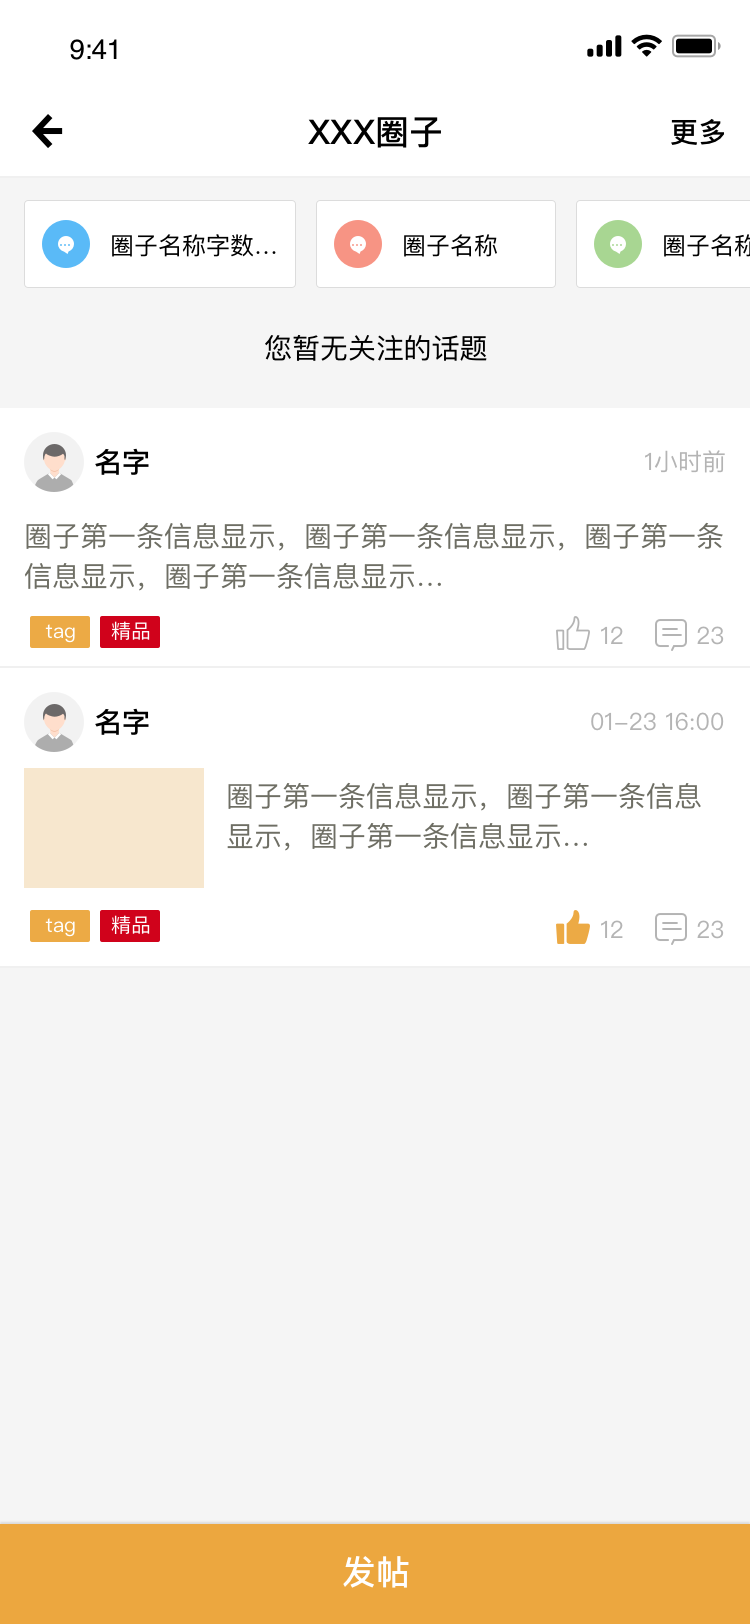 9:41
XXX圈子
更多
圈子名称字数...
圈子名称
圈子名称
您暂无关注的话题
名字
1小时前
圈子第一条信息显示，圈子第一条信息显示，圈子第一条
信息显示，圈子第一条信息显示...
tag
精品
12
23
名字
01-23 16:00
圈子第一条信息显示，圈子第一条信息
显示，圈子第一条信息显示...
tag
精品
12
23
发帖